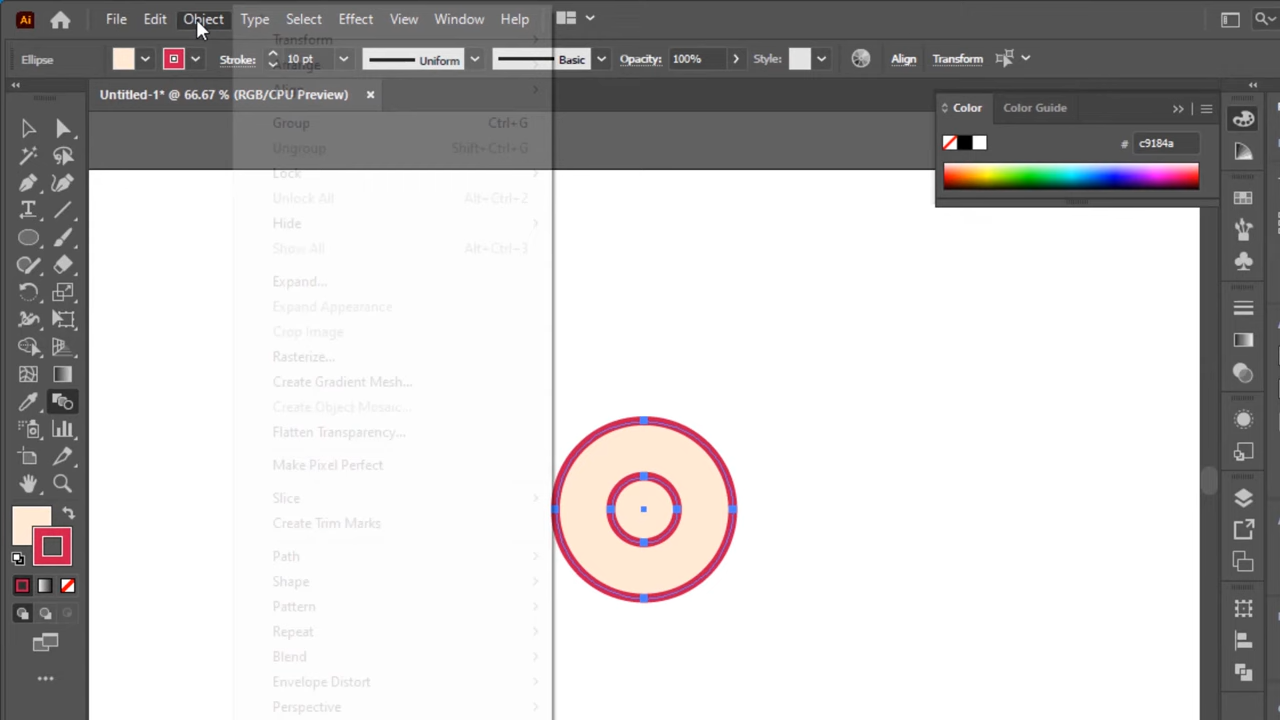 Ai File Edit Object Type Select Effect View Window Help
Ellipse Stroke: 10 pt Uniform Basic Opacity: 100% Style: Align Transform
Untitled-1* @ 66.67 % (RGB/CPU Preview) ×
Color Color Guide
# c9184a
Transform
Arrange
Align
Group Ctrl+G
Ungroup Shift+Ctrl+G
Lock
Unlock All Alt+Ctrl+2
Hide
Show All Alt+Ctrl+3
Expand...
Expand Appearance
Crop Image
Rasterize...
Create Gradient Mesh...
Create Object Mosaic...
Flatten Transparency...
Make Pixel Perfect
Slice
Create Trim Marks
Path
Shape
Pattern
Repeat
Blend
Envelope Distort
Perspective